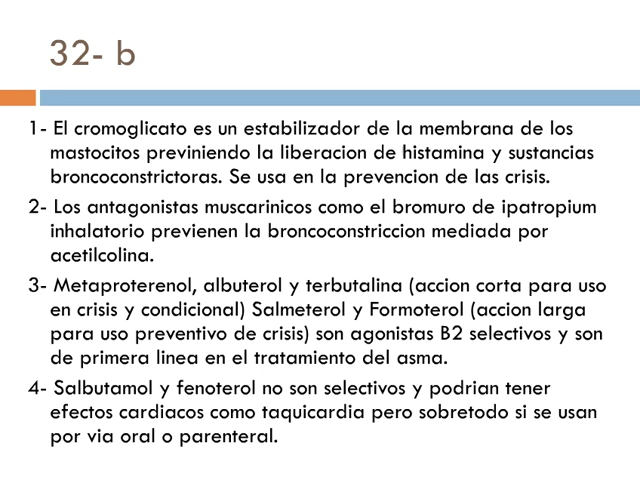 32- b
1- El cromoglicato es un estabilizador de la membrana de los
mastocitos previniendo la liberacion de histamina y sustancias
broncoconstrictoras. Se usa en la prevencion de las crisis.
2- Los antagonistas muscarinicos como el bromuro de ipatropium
inhalatorio previenen la broncoconstriccion mediada por
acetilcolina.
3- Metaproterenol, albuterol y terbutalina (accion corta para uso
en crisis y condicional) Salmeterol y Formoterol (accion larga
para uso preventivo de crisis) son agonistas B2 selectivos y son
de primera linea en el tratamiento del asma.
4- Salbutamol y fenoterol no son selectivos y podrian tener
efectos cardiacos como taquicardia pero sobretodo si se usan
por via oral o parenteral.